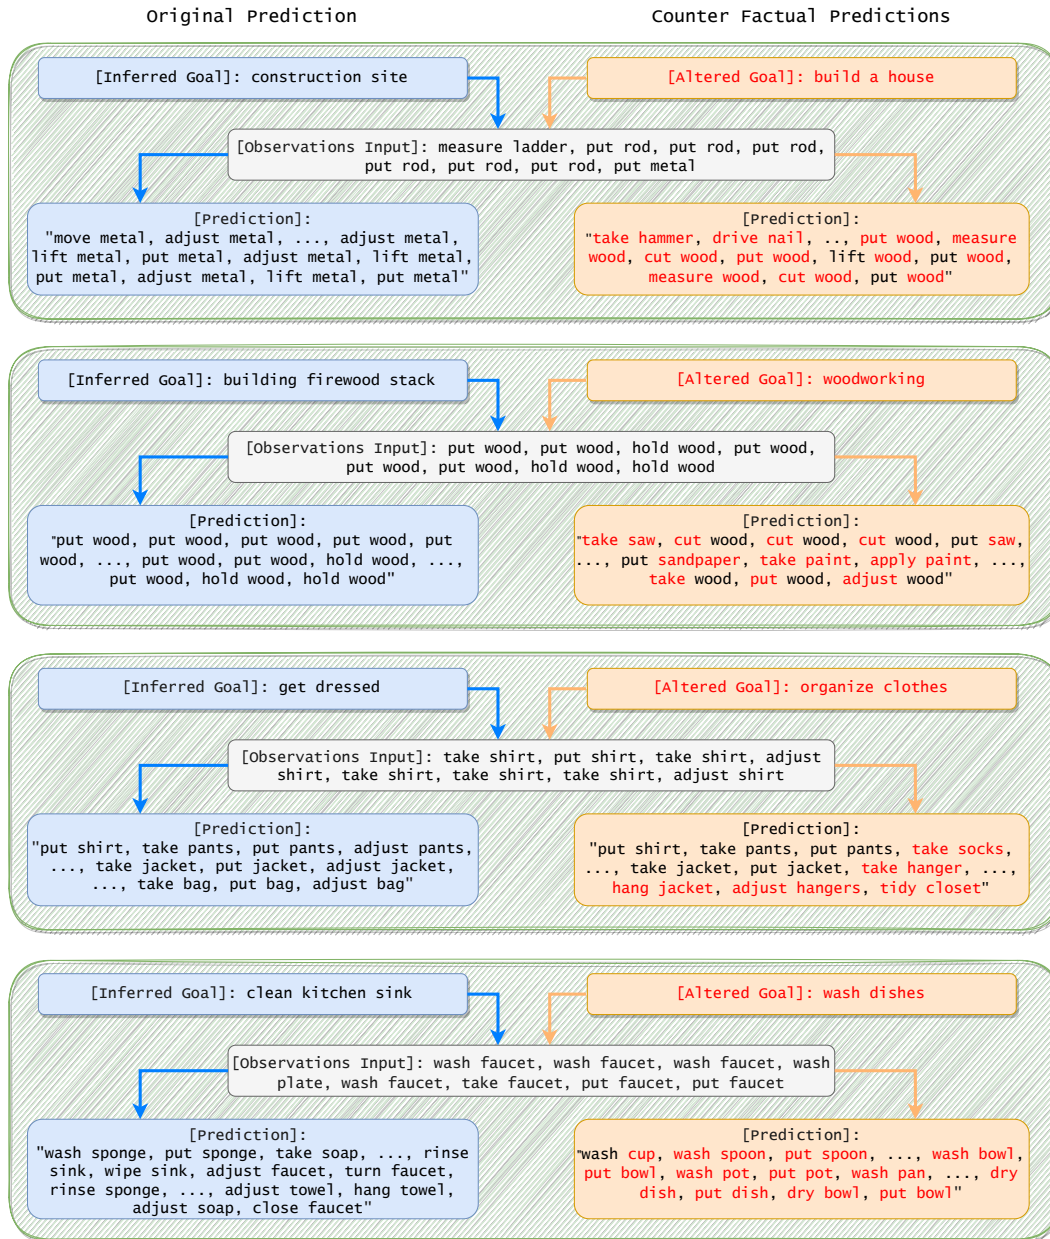 Original Prediction
Counter Factual Predictions
[Inferred Goal]: construction site
[Altered Goal]: build a house
[Observations Input]: measure ladder, put rod, put rod, put rod,
put rod, put rod, put rod, put metal
[Prediction]:
"move metal, adjust metal, ..., adjust metal,
lift metal, put metal, adjust metal, lift metal,
put metal, adjust metal, lift metal, put metal"
[Prediction]:
"take hammer, drive nail, .., put wood, measure
wood, cut wood, put wood, lift wood, put wood,
measure wood, cut wood, put wood"
[Inferred Goal]: building firewood stack
[Altered Goal]: woodworking
[Observations Input]: put wood, put wood, hold wood, put wood,
put wood, put wood, hold wood, hold wood
[Prediction]:
"put wood, put wood, put wood, put wood, put
wood, ..., put wood, put wood, hold wood, ...,
put wood, hold wood, hold wood"
[Prediction]:
"take saw, cut wood, cut wood, cut wood, put saw,
..., put sandpaper, take paint, apply paint, ...,
take wood, put wood, adjust wood"
[Inferred Goal]: get dressed
[Altered Goal]: organize clothes
[Observations Input]: take shirt, put shirt, take shirt, adjust
shirt, take shirt, take shirt, take shirt, adjust shirt
[Prediction]:
"put shirt, take pants, put pants, adjust pants,
..., take jacket, put jacket, adjust jacket,
..., take bag, put bag, adjust bag"
[Prediction]:
"put shirt, take pants, put pants, take socks,
..., take jacket, put jacket, take hanger, ...,
hang jacket, adjust hangers, tidy closet"
[Inferred Goal]: clean kitchen sink
[Altered Goal]: wash dishes
[Observations Input]: wash faucet, wash faucet, wash faucet, wash
plate, wash faucet, take faucet, put faucet, put faucet
[Prediction]:
"wash sponge, put sponge, take soap, ..., rinse
sink, wipe sink, adjust faucet, turn faucet,
rinse sponge, ..., adjust towel, hang towel,
adjust soap, close faucet"
[Prediction]:
"wash cup, wash spoon, put spoon, ..., wash bowl,
put bowl, wash pot, put pot, wash pan, ..., dry
dish, put dish, dry bowl, put bowl"